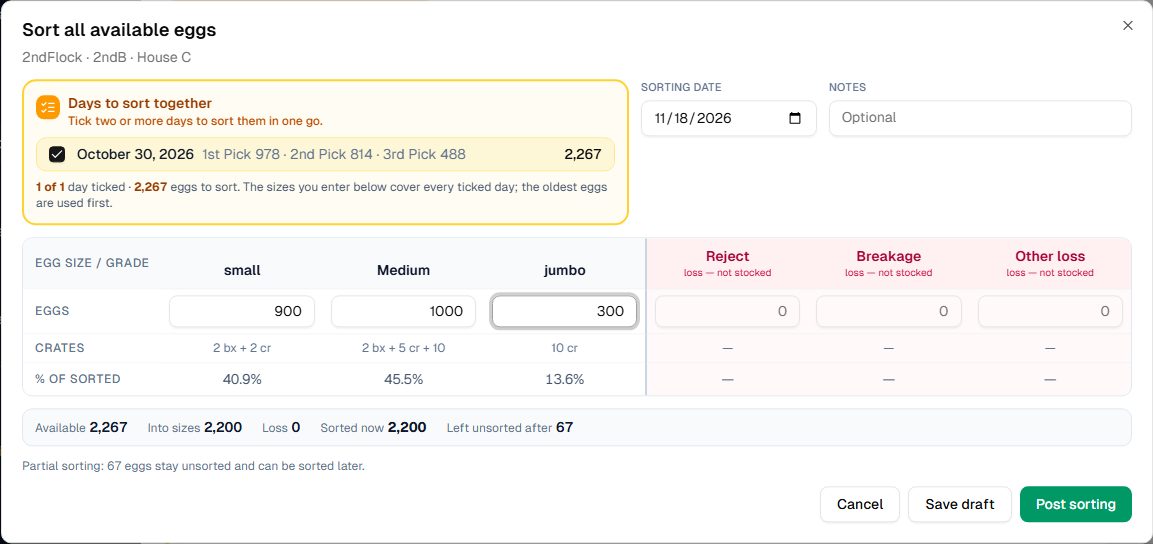 Sort all available eggs
2ndFlock · 2ndB · House C
Days to sort together
Tick two or more days to sort them in one go.
October 30, 2026 1st Pick 978 · 2nd Pick 814 · 3rd Pick 488 2,267
1 of 1 day ticked · 2,267 eggs to sort. The sizes you enter below cover every ticked day; the oldest eggs
are used first.
SORTING DATE
11/18/2026
NOTES
Optional
EGG SIZE / GRADE small Medium jumbo Reject Breakage Other loss
loss — not stocked loss — not stocked loss — not stocked
EGGS 900 1000 300 0 0 0
CRATES 2 bx + 2 cr 2 bx + 5 cr + 10 10 cr — — —
% OF SORTED 40.9% 45.5% 13.6% — — —
Available 2,267 Into sizes 2,200 Loss 0 Sorted now 2,200 Left unsorted after 67
Partial sorting: 67 eggs stay unsorted and can be sorted later.
Cancel Save draft Post sorting